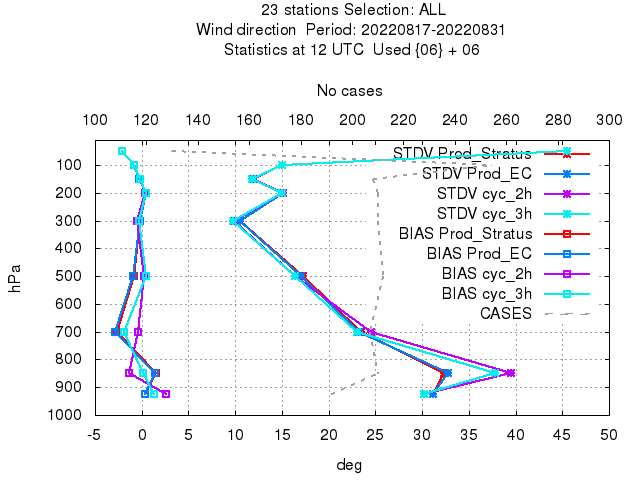 23 stations Selection: ALL
Wind direction  Period: 20220817-20220831
Statistics at 12 UTC  Used {06} + 06
No cases
100 120 140 160 180 200 220 240 260 280 300
STDV Prod_Stratus
100
STDV Prod_EC
200
STDV cyc_2h
STDV cyc_3h
300
BIAS Prod_Stratus
400
BIAS Prod_EC
500
BIAS cyc_2h
600
BIAS cyc_3h
CASES
700
800
900
1000
hPa
-5 0 5 10 15 20 25 30 35 40 45 50
deg